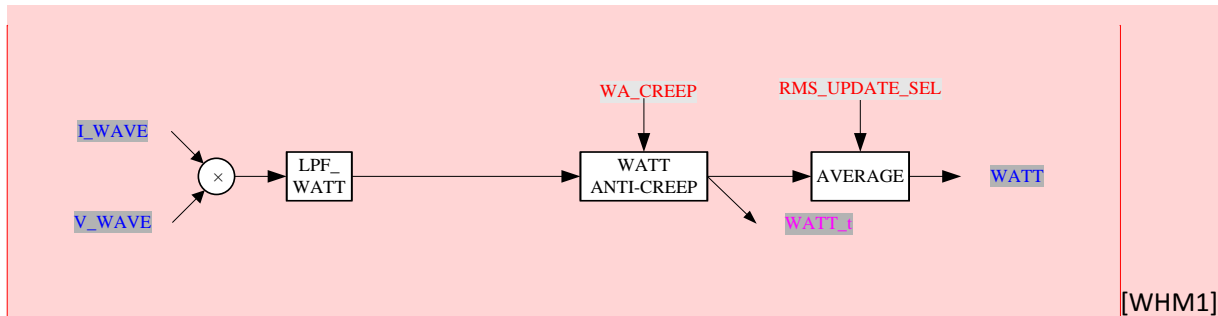 WA_CREEP
RMS_UPDATE_SEL
I_WAVE
×
LPF_
WATT
WATT
ANTI-CREEP
AVERAGE
WATT
V_WAVE
WATT_t
[WHM1]